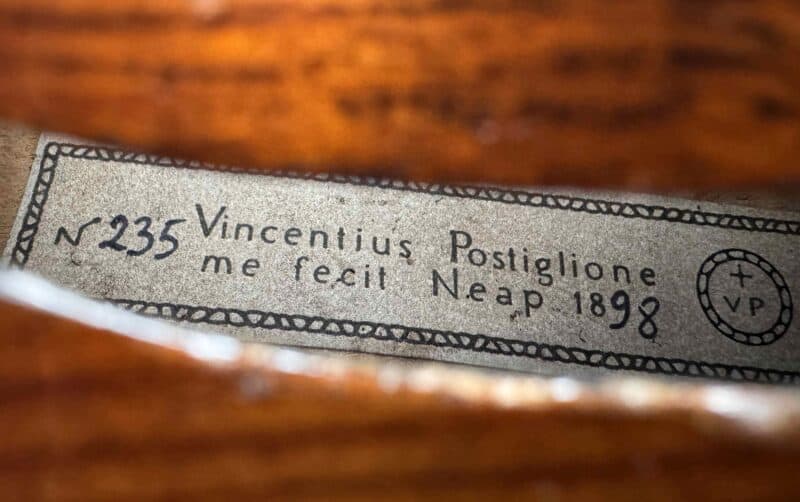 N 235 Vincentius Postiglione
me fecit Neap 1898
+
VP